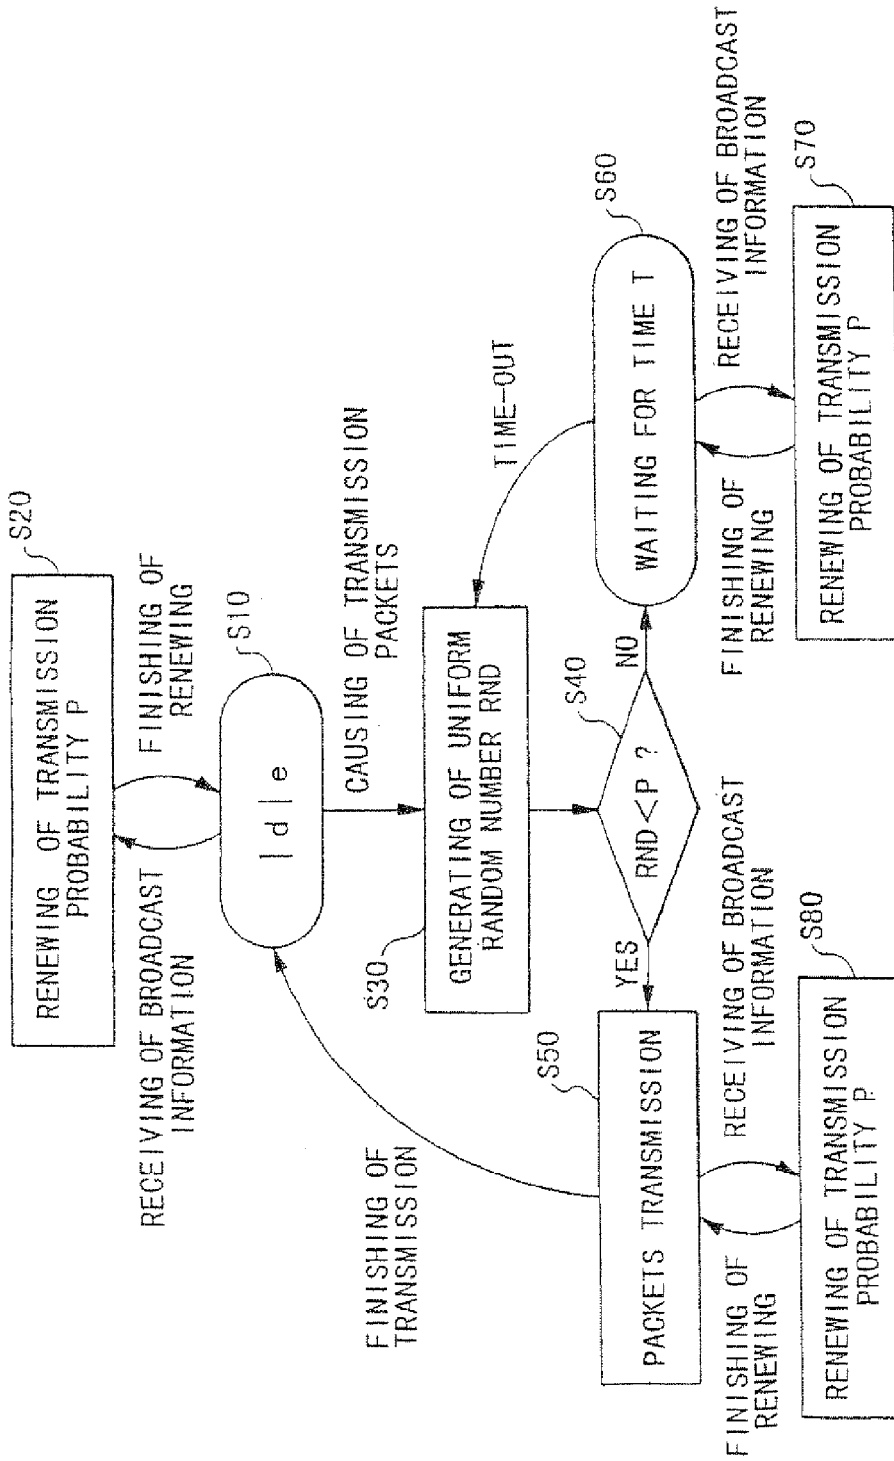 S20
RENEWING OF TRANSMISSION
PROBABILITY P
RECEIVING OF BROADCAST
INFORMATION
FINISHING OF
RENEWING
S10
Idle
CAUSING OF TRANSMISSION
PACKETS
FINISHING OF
TRANSMISSION
S30
GENERATING OF UNIFORM
RANDOM NUMBER RND
TIME-OUT
S40
RND<P ?
YES
NO
S50
PACKETS TRANSMISSION
S60
WAITING FOR TIME T
FINISHING OF
RENEWING
RECEIVING OF BROADCAST
INFORMATION
FINISHING OF
RENEWING
RECEIVING OF BROADCAST
INFORMATION
S80
RENEWING OF TRANSMISSION
PROBABILITY P
S70
RENEWING OF TRANSMISSION
PROBABILITY P